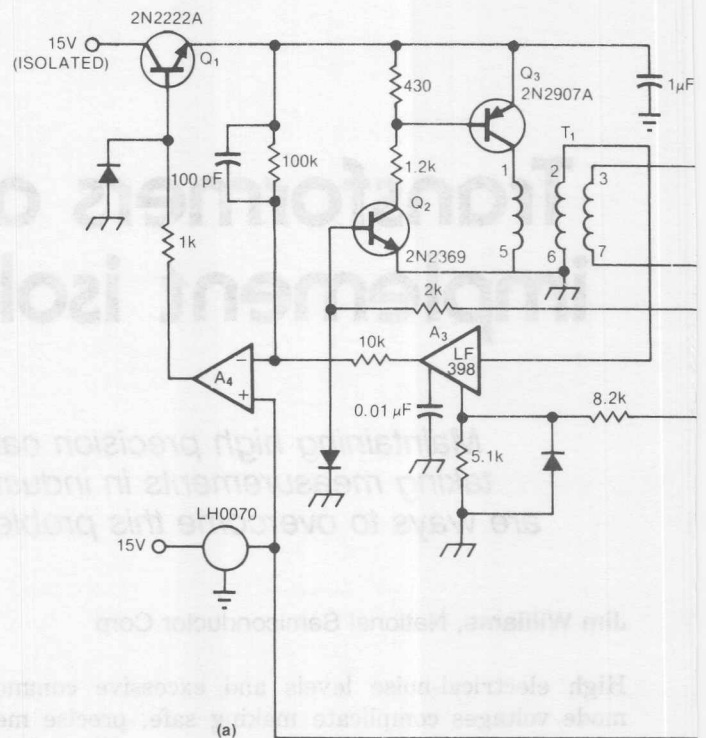 2N2222A
15V
(ISOLATED)
Q1
430
Q3
2N2907A
1µF
T1
100 pF
100k
1.2k
1
2
3
Q2
2N2369
1k
5
6
7
2k
A3
10k
LF
398
A4
−
+
0.01 µF
8.2k
5.1k
LH0070
15V
(a)
Transformers
implement isol
Maintaining high precision ca
taking measurements in indu
are ways to overcome this proble
Jim Williams, National Semiconductor Corp
High electrical-noise levels and excessive commo
mode voltages complicate making safe, precise me